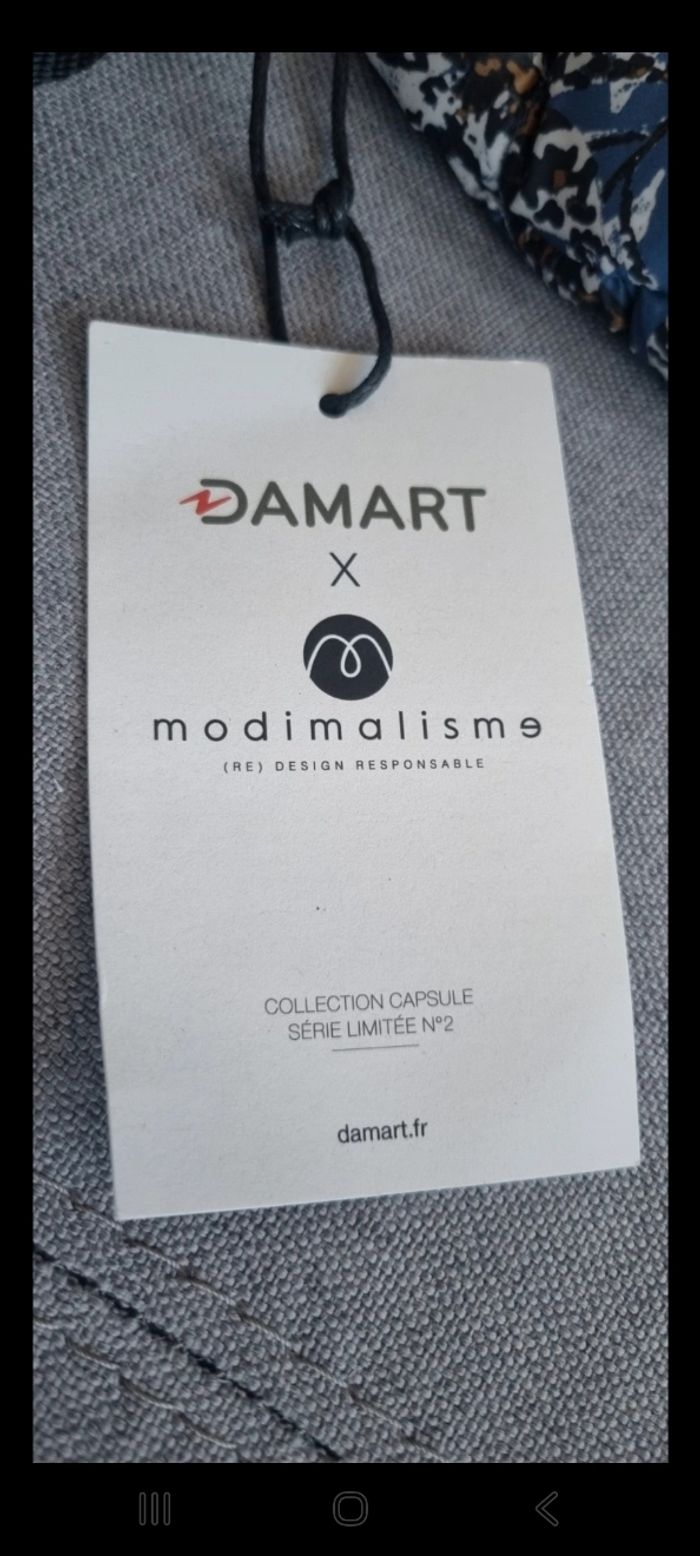 DAMART
X
modimalisme
(RE) DESIGN RESPONSABLE
COLLECTION CAPSULE
SÉRIE LIMITÉE N°2
damart.fr